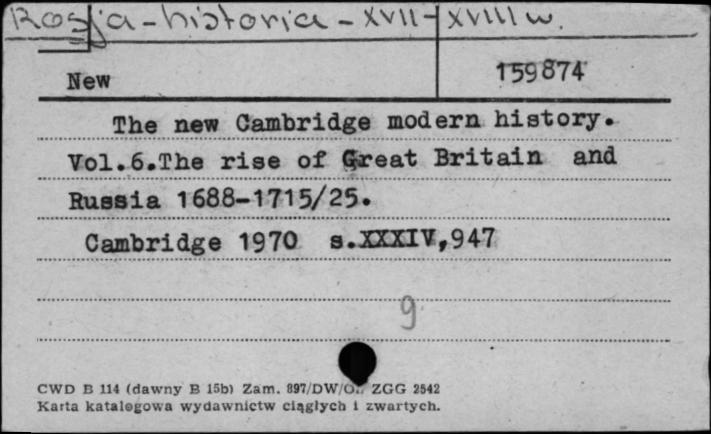 Rosja - historia - XVII - XVIII w.
New 159874
The new Cambridge modern history.
Vol.6.The rise of Great Britain and
Russia 1688-1715/25.
Cambridge 1970 s.XXXIV,947
9
CWD B 114 (dawny B 15b) Zam. 897/DW/O. ZGG 2542
Karta katalogowa wydawnictw ciągłych i zwartych.